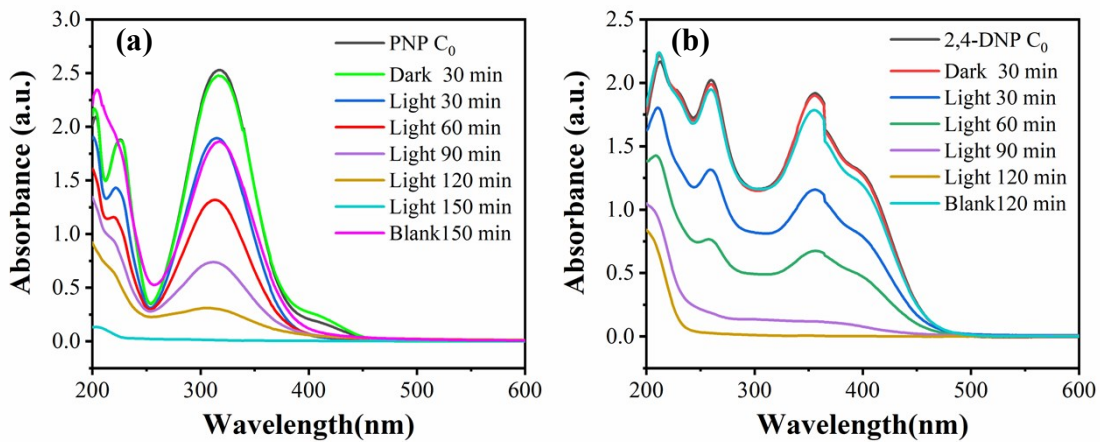 (a)
PNP C₀
Dark 30 min
Light 30 min
Light 60 min
Light 90 min
Light 120 min
Light 150 min
Blank150 min
3.0
2.5
2.0
1.5
1.0
0.5
0.0
Absorbance (a.u.)
200 300 400 500 600
Wavelength(nm)
(b)
2,4-DNP C₀
Dark 30 min
Light 30 min
Light 60 min
Light 90 min
Light 120 min
Blank120 min
2.5
2.0
1.5
1.0
0.5
0.0
Absorbance (a.u.)
200 300 400 500 600
Wavelength(nm)